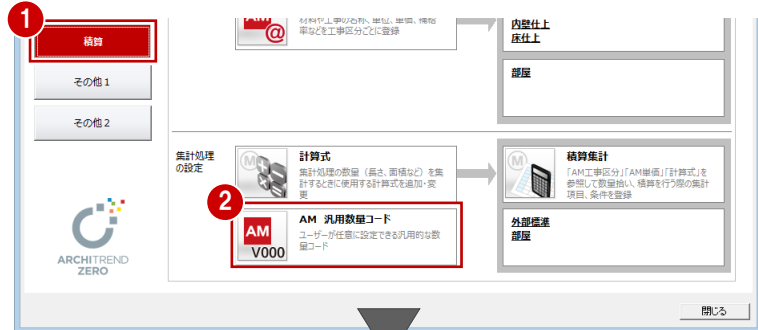 1
積算
その他1
その他2
ARCHITREND
ZERO
AM
@
材料や工事の名称、単位、単価、補給
率などを工事区分ごとに登録
内壁仕上
床仕上
部屋
集計処理
の設定
M
計算式
集計処理の数量（長さ、面積など）を集
計するときに使用する計算式を追加・変
更
M
積算集計
「AM工事区分」「AM単価」「計算式」を
参照して数量拾い、積算を行う際の集計
項目、条件を登録
2
AM
V000
AM 汎用数量コード
ユーザーが任意に設定できる汎用的な数
量コード
外部標準
部屋
閉じる